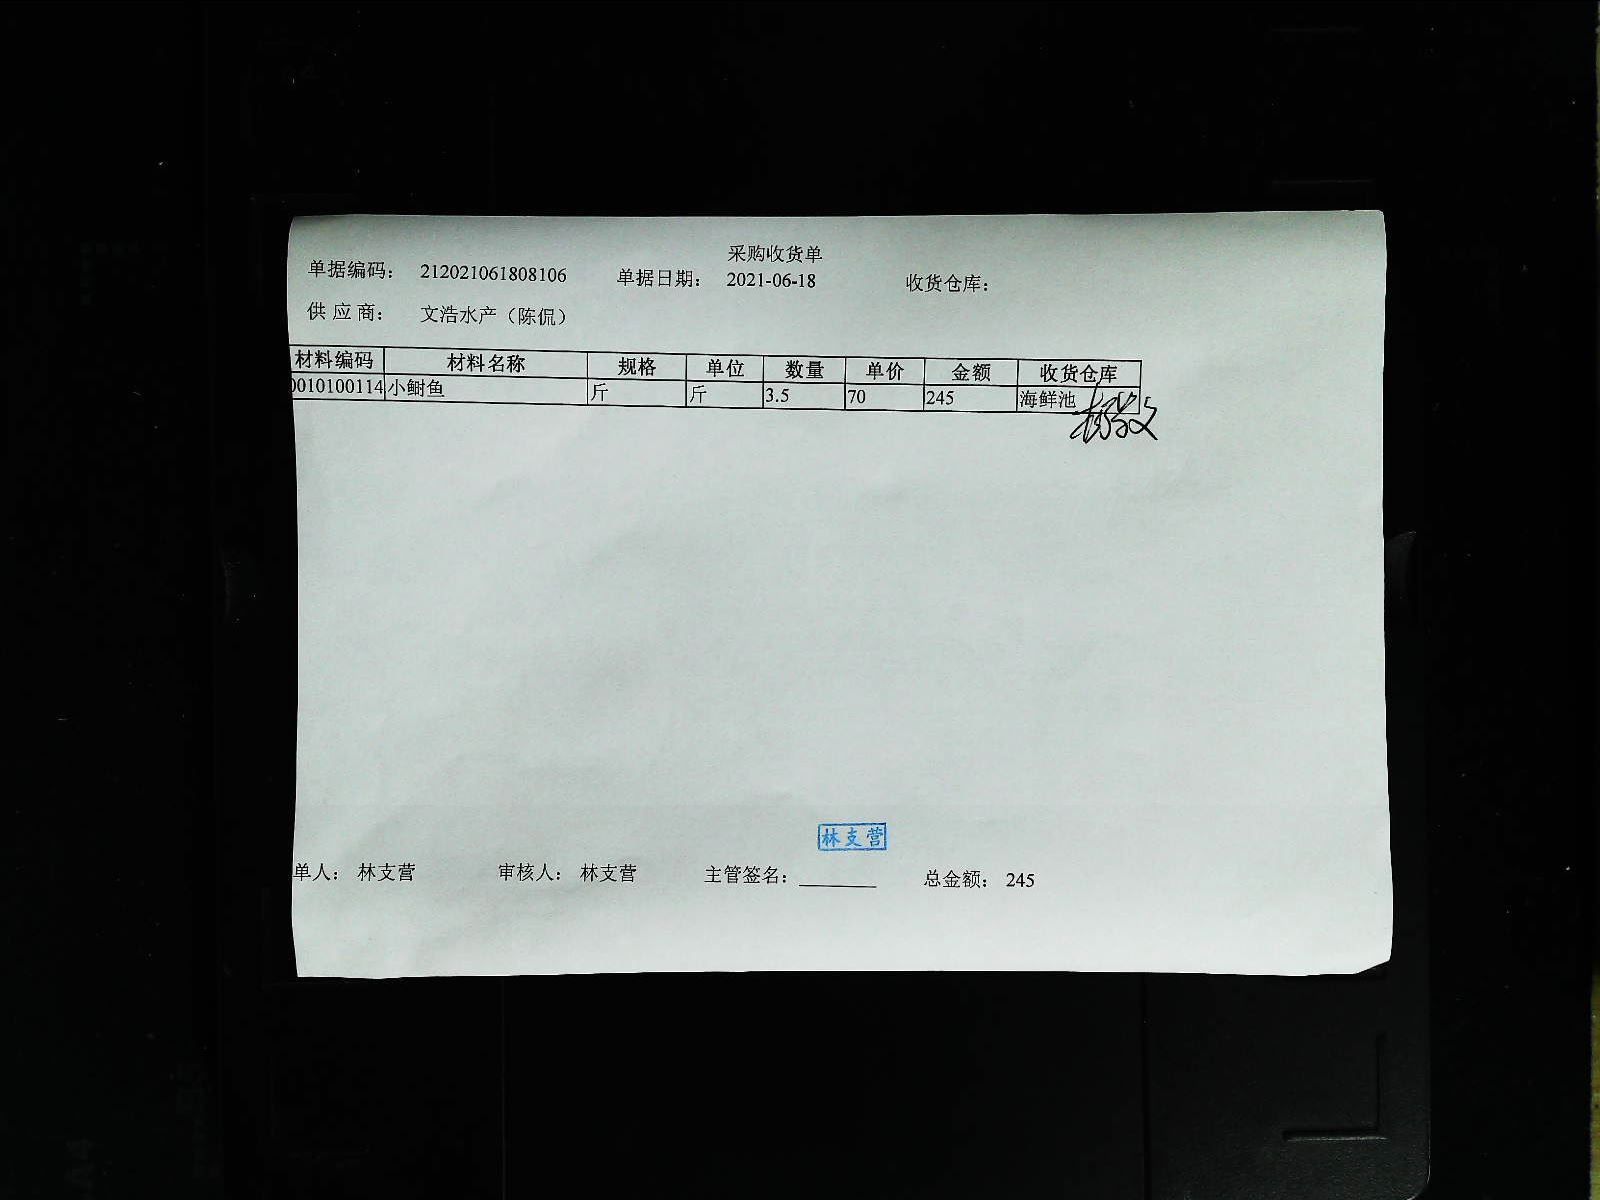 采购收货单
单据编码： 212021061808106 单据日期： 2021-06-18 收货仓库：
供 应 商： 文浩水产（陈侃）
材料编码 材料名称 规格 单位 数量 单价 金额 收货仓库
0010100114 小鲥鱼 斤 斤 3.5 70 245 海鲜池
林支营
单人： 林支营 审核人： 林支营 主管签名： 总金额： 245
A4